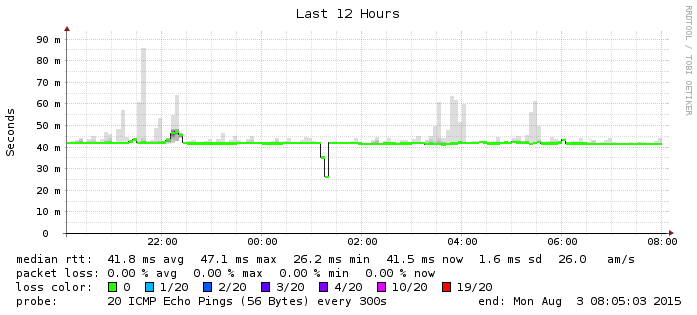 Last 12 Hours
RRDTOOL / TOBI OETIKER
Seconds
90 m
80 m
70 m
60 m
50 m
40 m
30 m
20 m
10 m
0
22:00 00:00 02:00 04:00 06:00 08:00
median rtt: 41.8 ms avg 47.1 ms max 26.2 ms min 41.5 ms now 1.6 ms sd 26.0 am/s
packet loss: 0.00 % avg 0.00 % max 0.00 % min 0.00 % now
loss color: 0 1/20 2/20 3/20 4/20 10/20 19/20
probe: 20 ICMP Echo Pings (56 Bytes) every 300s end: Mon Aug 3 08:05:03 2015